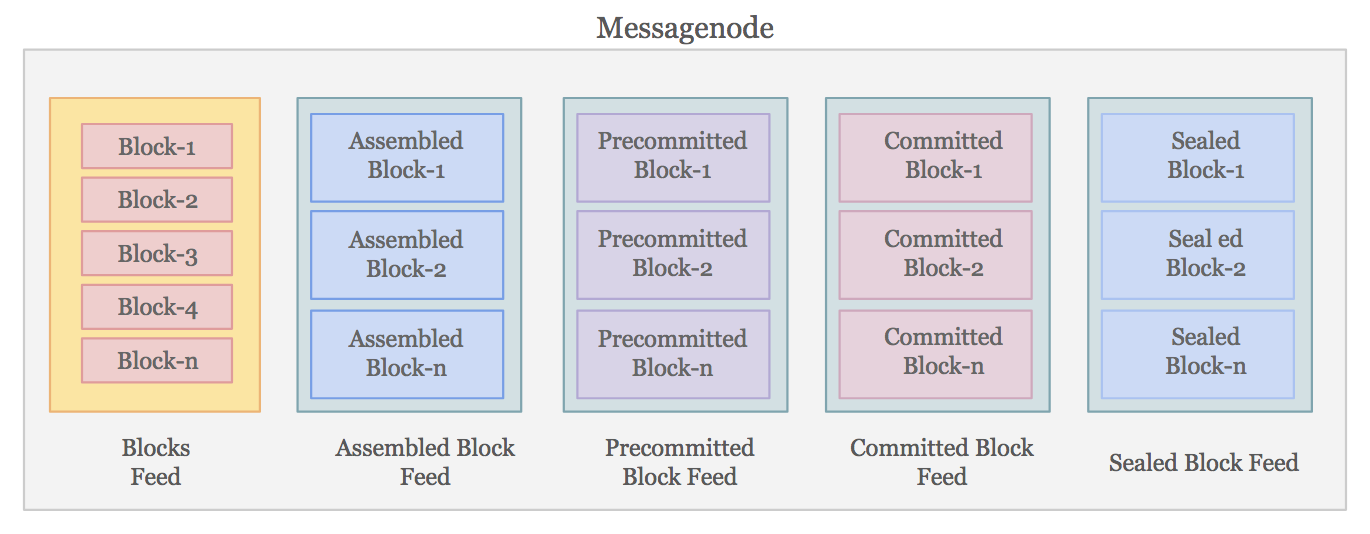 Messagenode
Block-1
Block-2
Block-3
Block-4
Block-n
Blocks
Feed
Assembled
Block-1
Assembled
Block-2
Assembled
Block-n
Assembled Block
Feed
Precommitted
Block-1
Precommitted
Block-2
Precommitted
Block-n
Precommitted
Block Feed
Committed
Block-1
Committed
Block-2
Committed
Block-n
Committed Block
Feed
Sealed
Block-1
Seal ed
Block-2
Sealed
Block-n
Sealed Block Feed